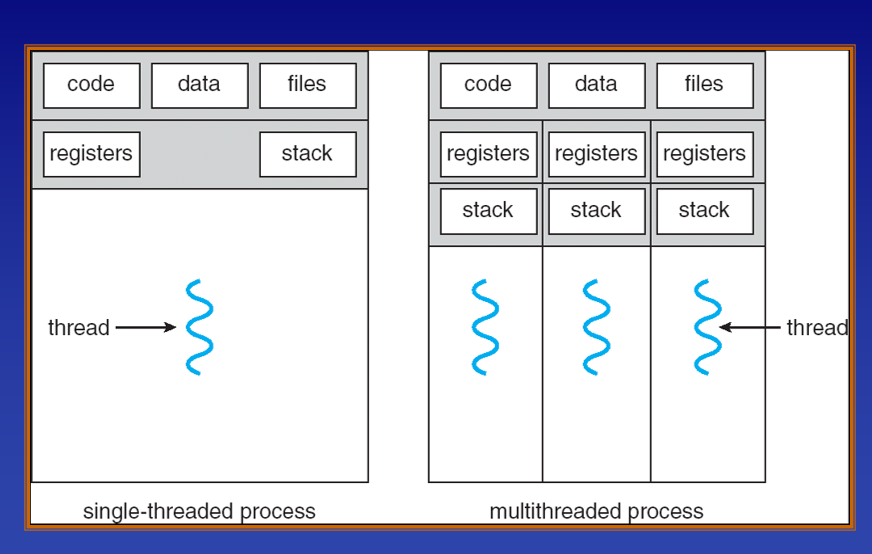 code data files
registers stack
thread
single-threaded process
code data files
registers registers registers
stack stack stack
thread
multithreaded process